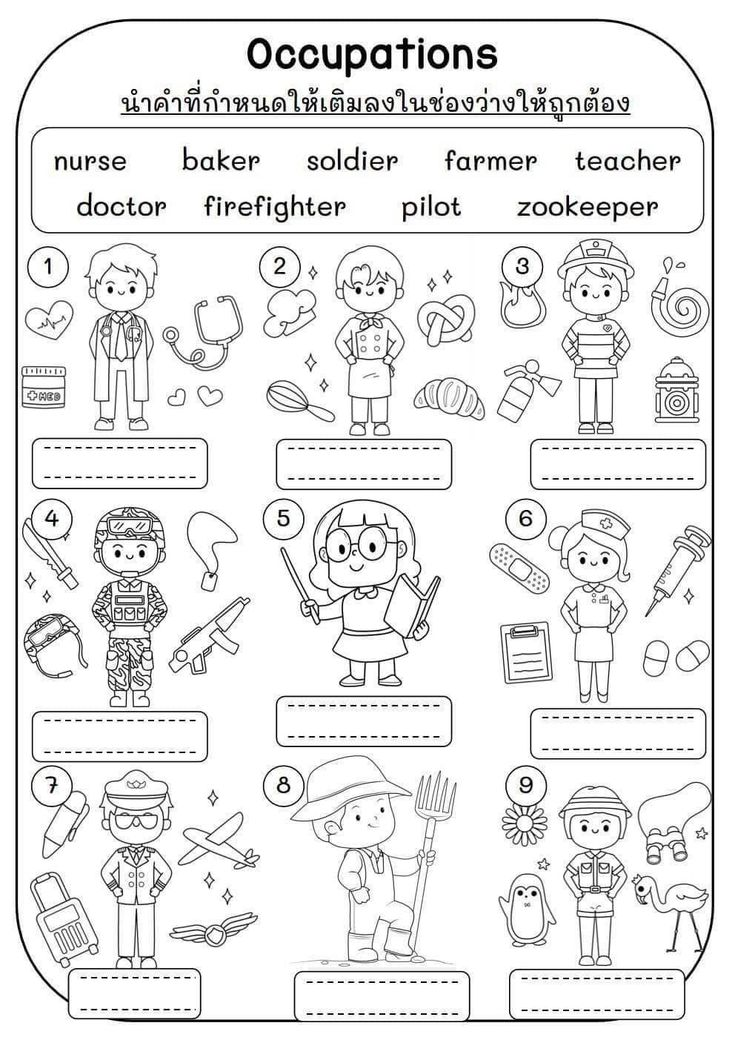 Occupations
นำคำที่กำหนดให้เติมลงในช่องว่างให้ถูกต้อง
nurse baker soldier farmer teacher
doctor firefighter pilot zookeeper
1 2 3
MED
4 5 6
7 8 9